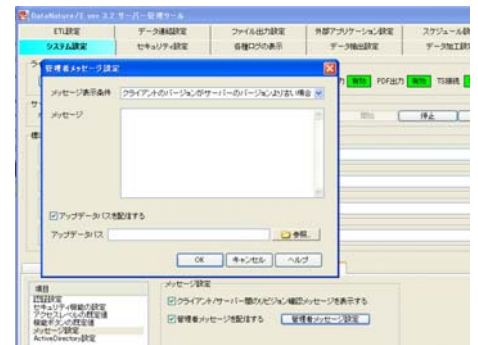 DataNature/E ver 3.2 サーバー管理ツール
ETL設定 データ連結設定 ファイル出力設定 外部アプリケーション設定 スケジュール
システム設定 セキュリティ設定 各種ログの表示 データ抽出設定 データ加工
管理者メッセージ設定
メッセージ表示条件 クライアントのバージョンがサーバーのバージョンより古い場合
有効 PDF出力 有効 TS接続
メッセージ
開始 停止
アップデータパスを配信する
アップデータパス 参照...
OK キャンセル ヘルプ
項目
認証設定
セキュリティ機能の設定
アクセスレベルの既定値
機能ボタンの既定値
メッセージ設定
ActiveDirectory設定
メッセージ設定
クライアント/サーバー間のリビジョン確認メッセージを表示する
管理者メッセージを配信する 管理者メッセージ設定